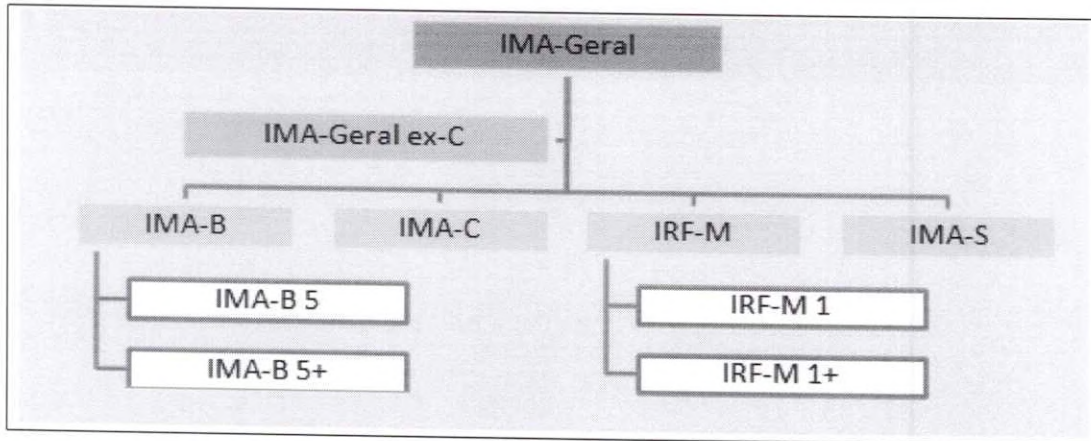 IMA-Geral
IMA-Geral ex-C
IMA-B
IMA-C
IRF-M
IMA-S
IMA-B 5
IRF-M 1
IMA-B 5+
IRF-M 1+